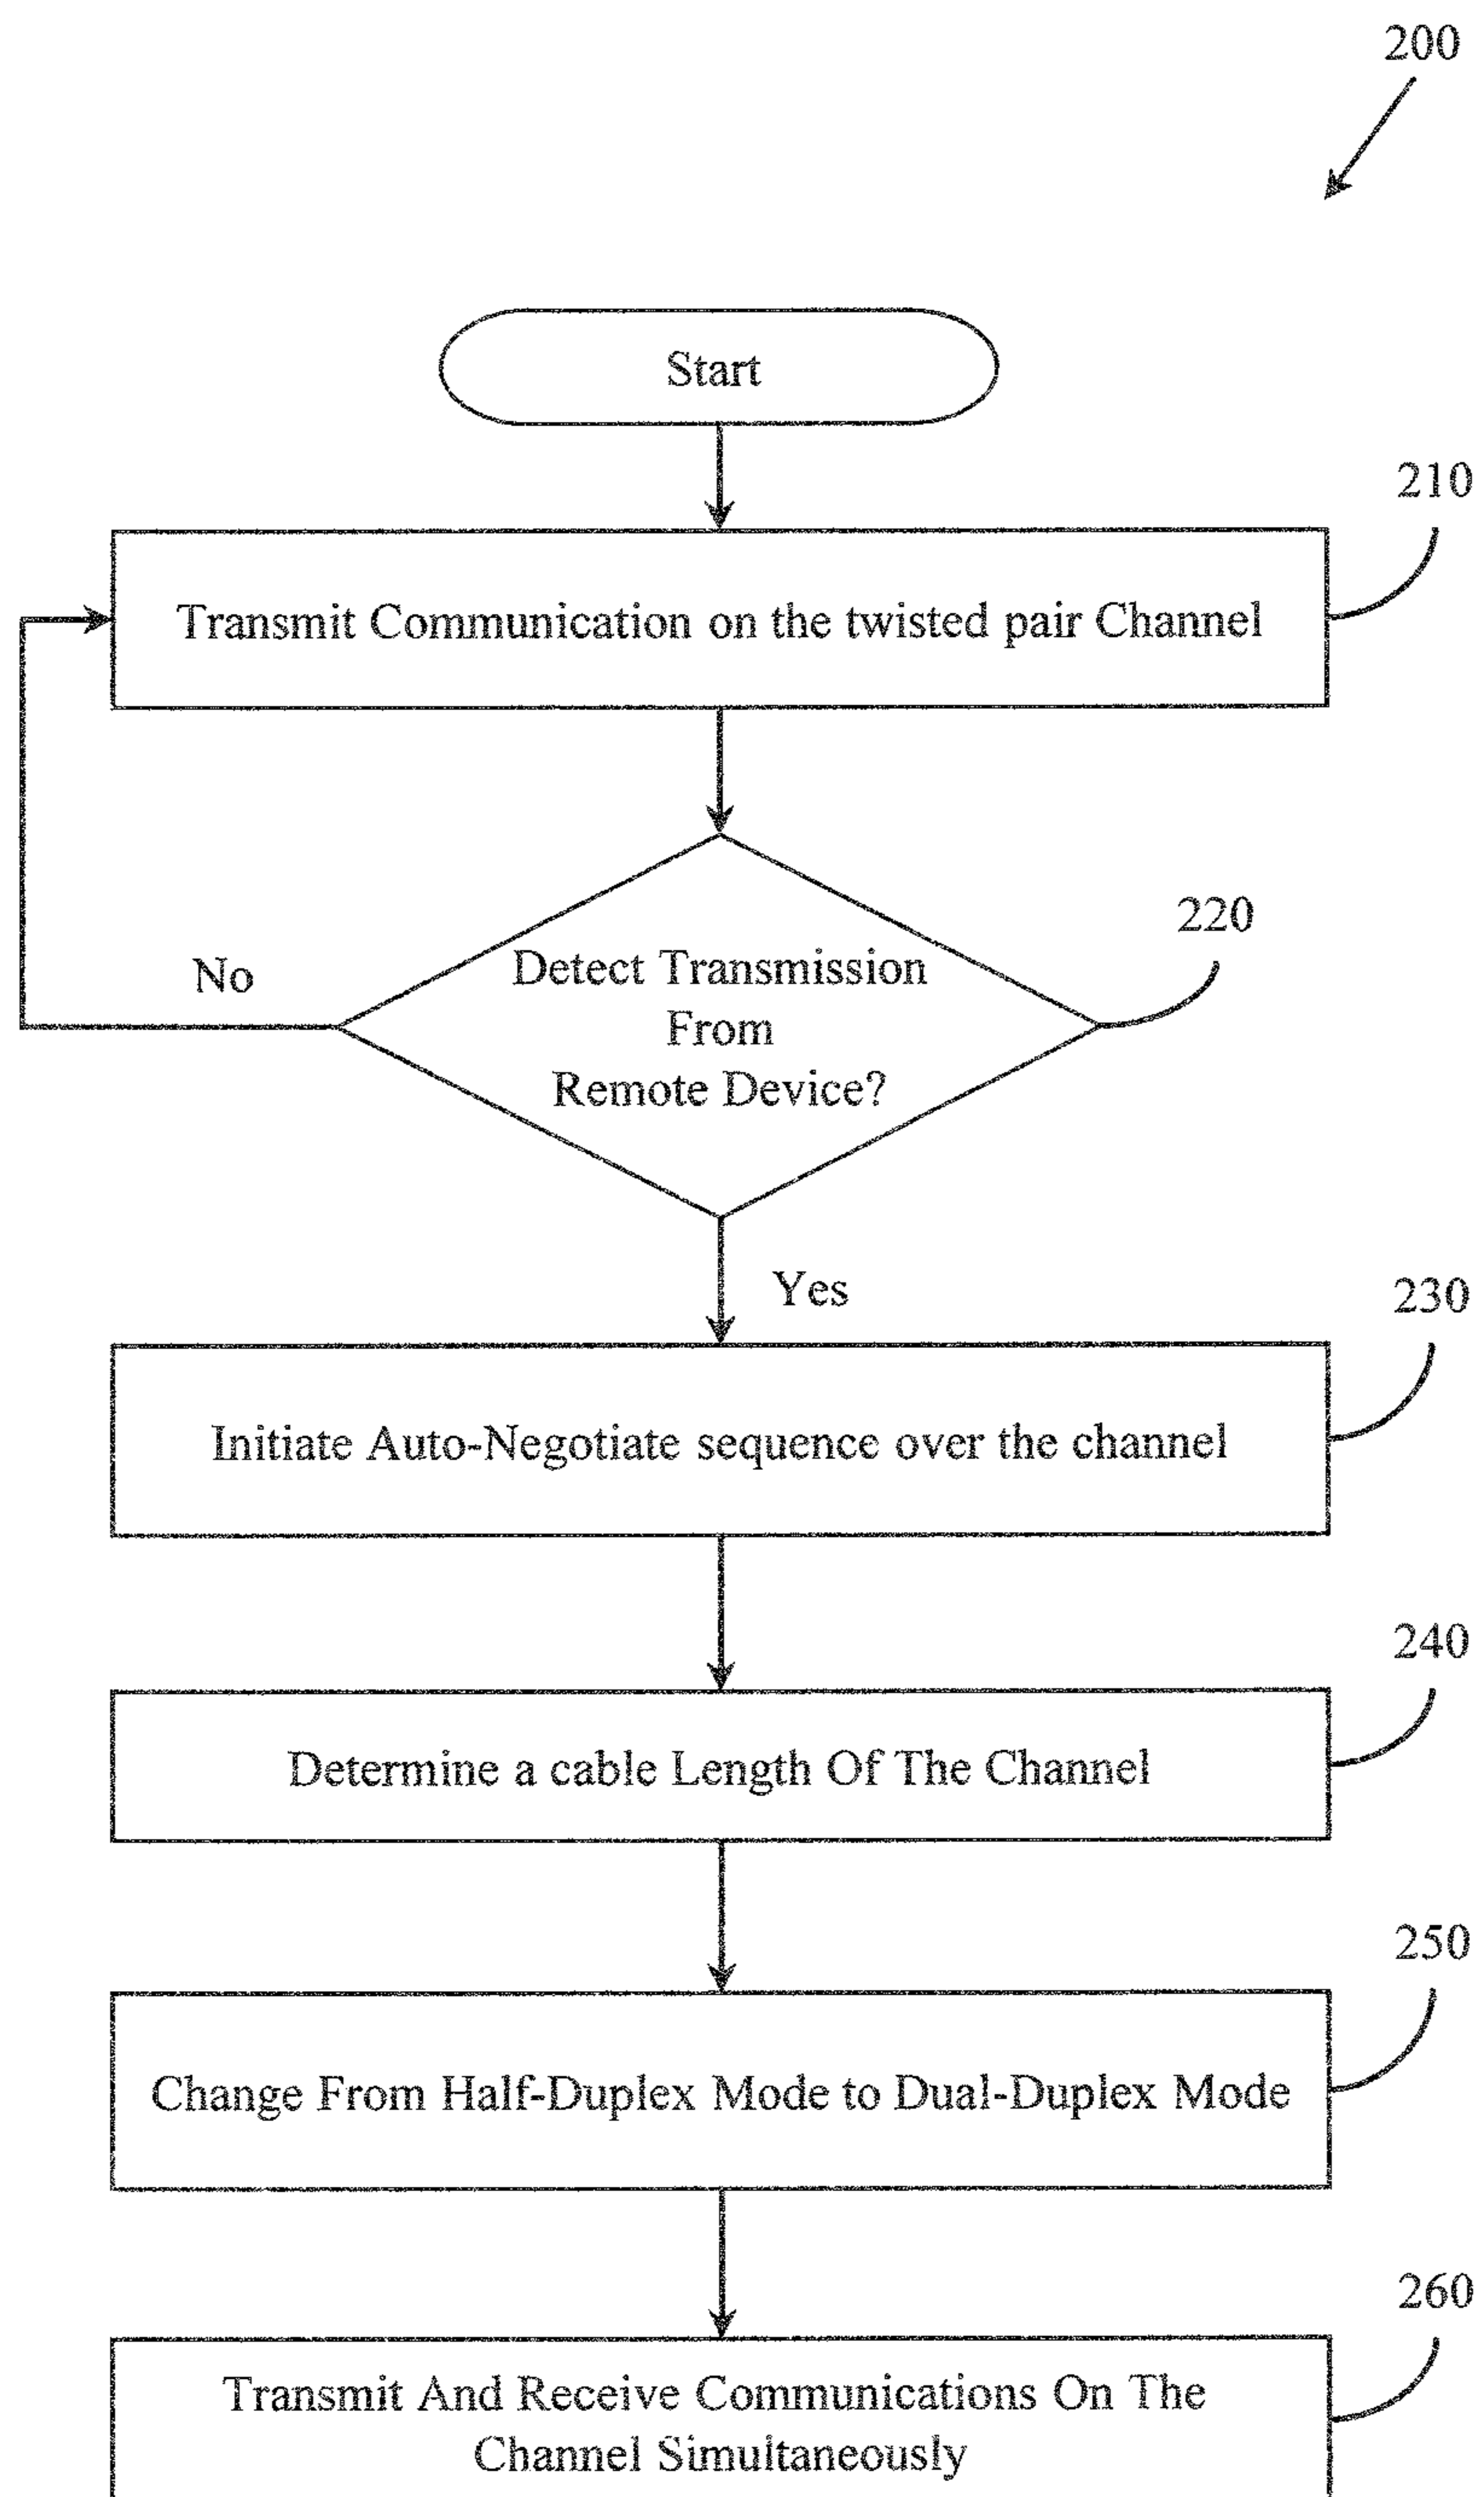 200
Start
210
Transmit Communication on the twisted pair Channel
220
No
Detect Transmission
From
Remote Device?
Yes
230
Initiate Auto-Negotiate sequence over the channel
240
Determine a cable Length Of The Channel
250
Change From Half-Duplex Mode to Dual-Duplex Mode
260
Transmit And Receive Communications On The
Channel Simultaneously